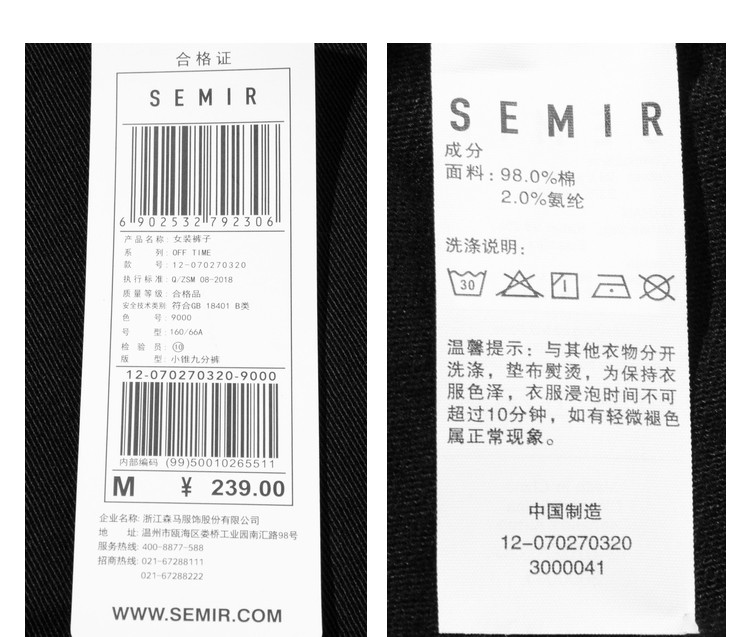 合格证
SEMIR
6 902532 792306
产品名称: 女装裤子
系 列: OFF TIME
款 号: 12-070270320
执行标准: Q/ZSM 08-2018
质量等级: 合格品
安全技术类别: 符合GB 18401 B类
色 号: 9000
号 型: 160/66A
检 验 员: ⑩
版 型: 小锥九分裤
12-070270320-9000
内部编码 (99)50010265511
M ¥ 239.00
企业名称: 浙江森马服饰股份有限公司
地 址: 温州市瓯海区娄桥工业园南汇路98号
服务热线: 400-8877-588
招商热线: 021-67288111
021-67288222
WWW.SEMIR.COM
SEMIR
成分
面料: 98.0%棉
2.0%氨纶
洗涤说明:
30
温馨提示: 与其他衣物分开
洗涤，垫布熨烫，为保持衣
服色泽，衣服浸泡时间不可
超过10分钟，如有轻微褪色
属正常现象。
中国制造
12-070270320
3000041